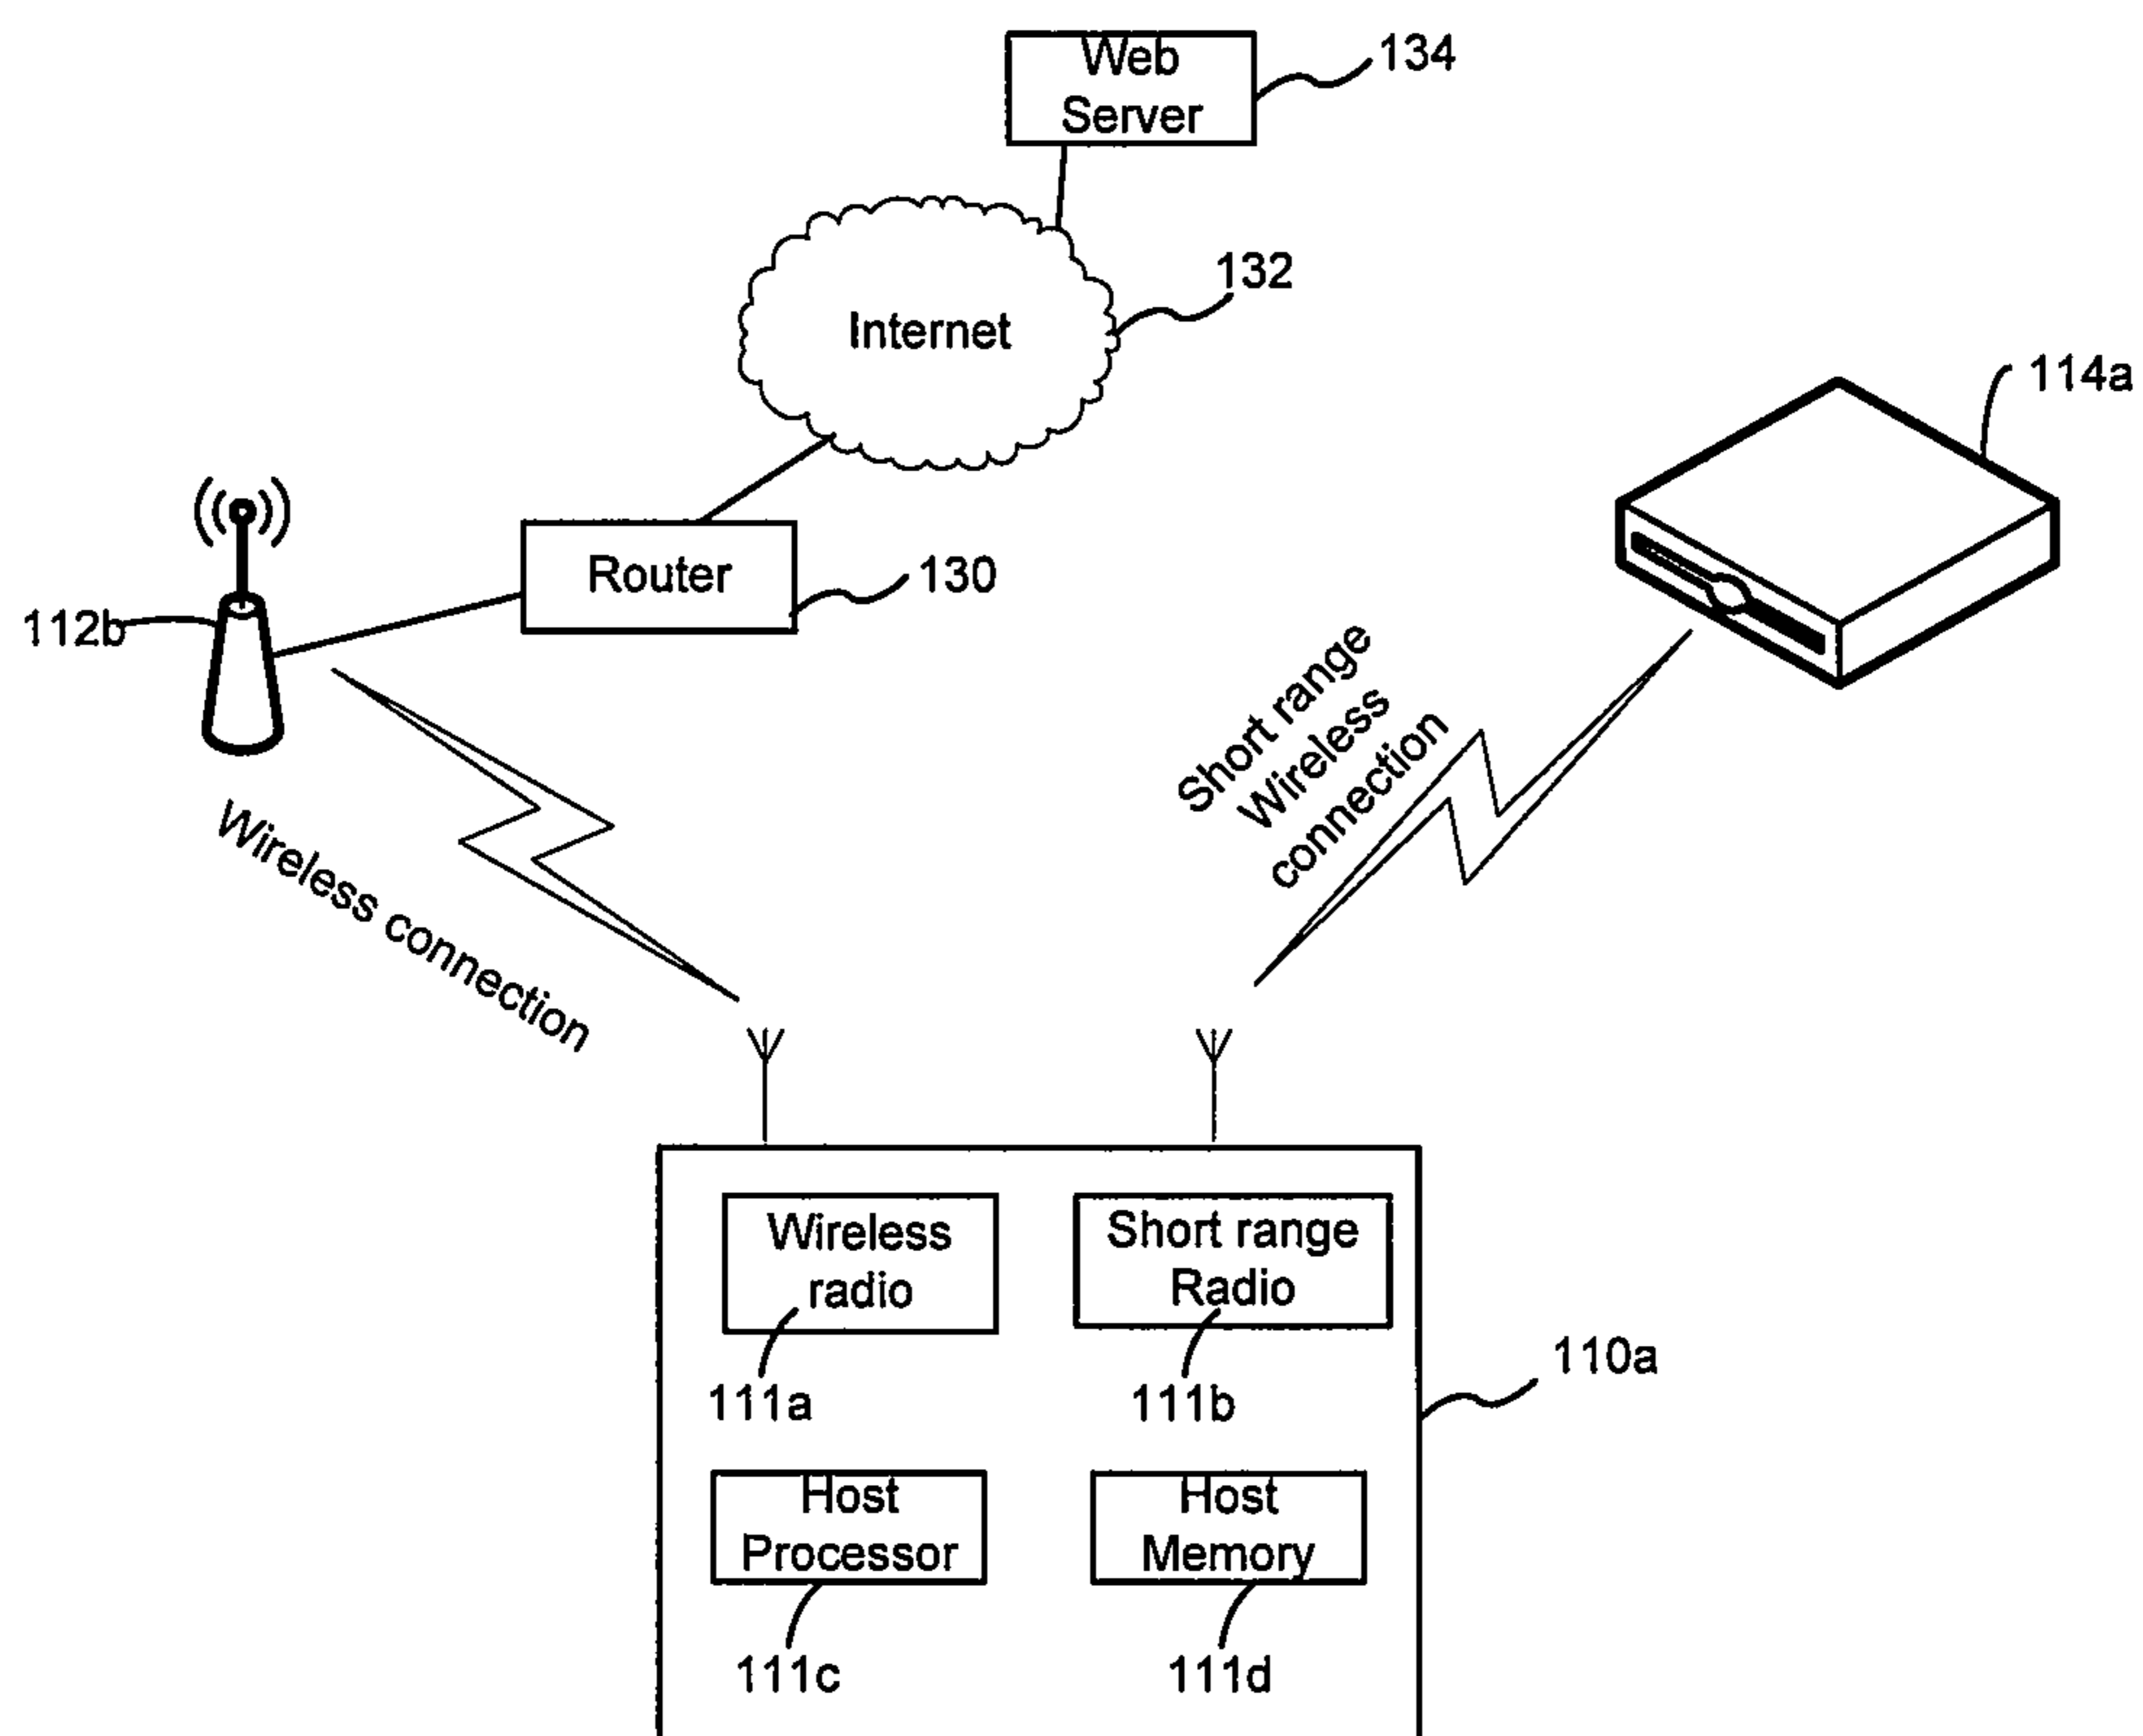 Web
Server
134
132
Internet
114a
Router
130
112b
Short range
Wireless
connection
Wireless connection
Wireless
radio
Short range
Radio
111a
111b
110a
Host
Processor
Host
Memory
111c
111d